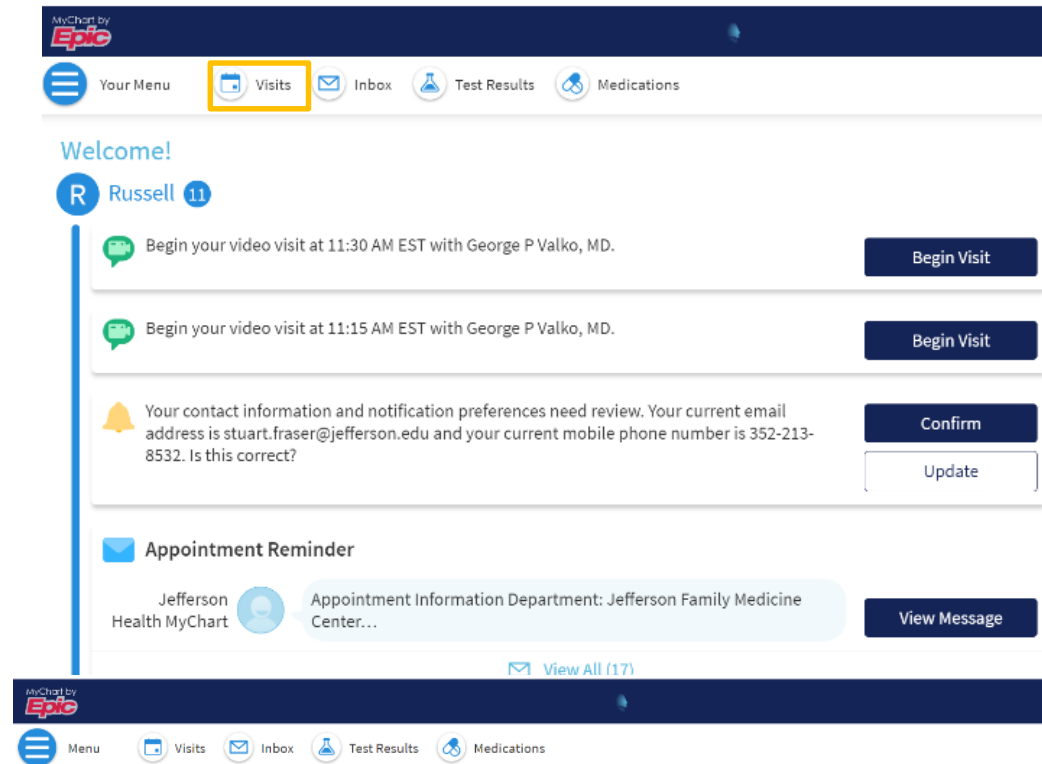 MyChart by
Epic
Your Menu Visits Inbox Test Results Medications
Welcome!
R Russell 11
Begin your video visit at 11:30 AM EST with George P Valko, MD.
Begin Visit
Begin your video visit at 11:15 AM EST with George P Valko, MD.
Begin Visit
Your contact information and notification preferences need review. Your current email
address is stuart.fraser@jefferson.edu and your current mobile phone number is 352-213-
8532. Is this correct?
Confirm
Update
Appointment Reminder
Jefferson
Health MyChart
Appointment Information Department: Jefferson Family Medicine
Center...
View Message
View All (17)
MyChart by
Epic
Menu Visits Inbox Test Results Medications